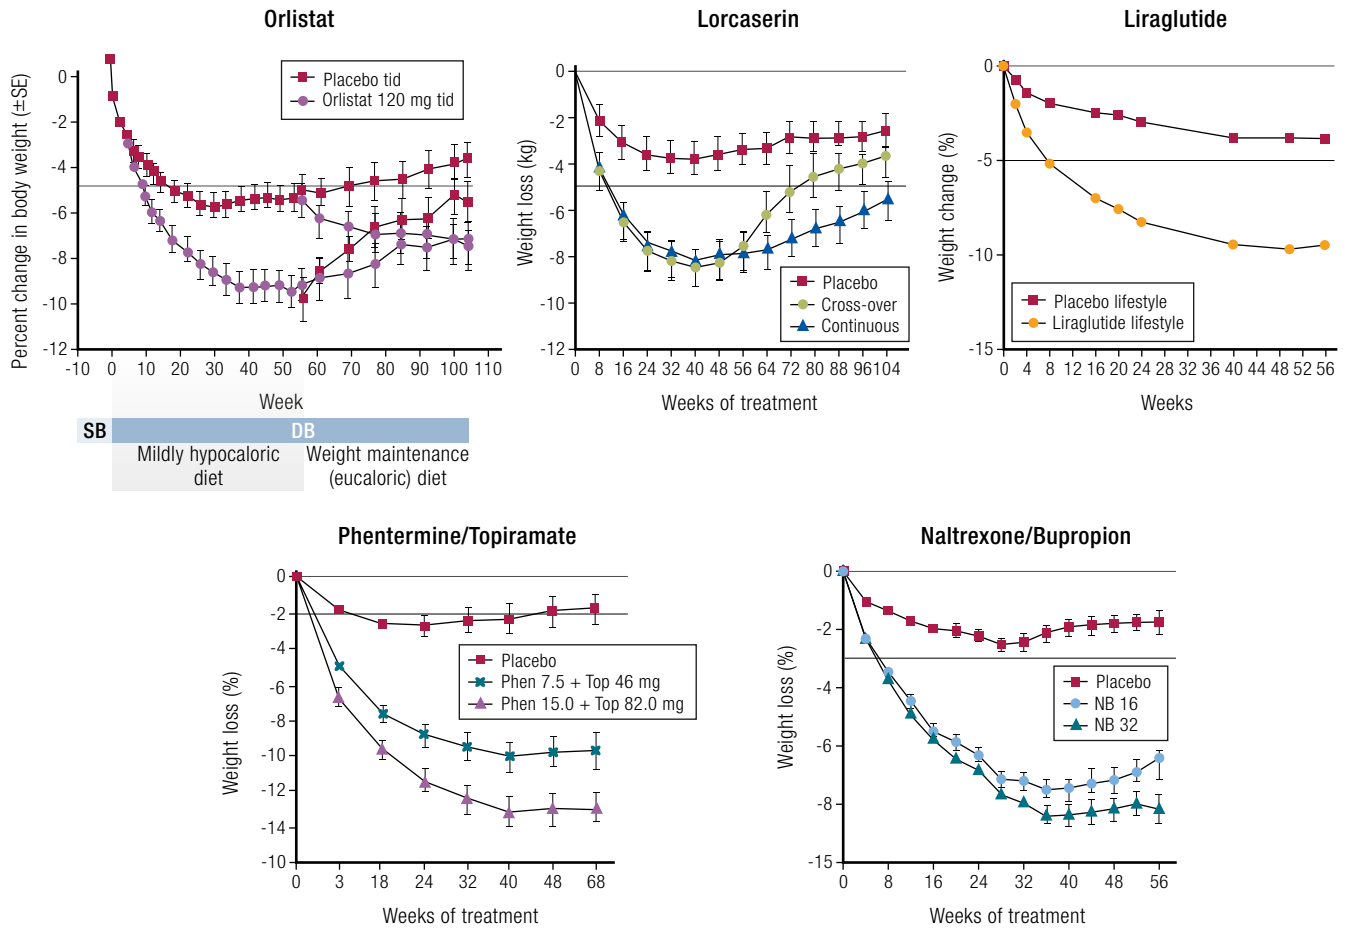 Orlistat
Percent change in body weight (±SE)
0
-2
-4
-6
-8
-10
-12
Placebo tid
Orlistat 120 mg tid
-10 0 10 20 30 40 50 60 70 80 90 100 110
Week
SB DB
Mildly hypocaloric diet
Weight maintenance (eucaloric) diet
Lorcaserin
Weight loss (kg)
0
-2
-4
-6
-8
-10
-12
Placebo
Cross-over
Continuous
0 8 16 24 32 40 48 56 64 72 80 88 96 104
Weeks of treatment
Liraglutide
Weight change (%)
0
-5
-10
-15
Placebo lifestyle
Liraglutide lifestyle
0 4 8 12 16 20 24 28 32 36 40 44 48 52 56
Weeks
Phentermine/Topiramate
Weight loss (%)
0
-2
-4
-6
-8
-10
-12
-14
-10
Placebo
Phen 7.5 + Top 46 mg
Phen 15.0 + Top 82.0 mg
0 3 18 24 32 40 48 68
Weeks of treatment
Naltrexone/Bupropion
Weight loss (%)
0
-2
-4
-6
-8
-15
Placebo
NB 16
NB 32
0 8 16 24 32 40 48 56
Weeks of treatment